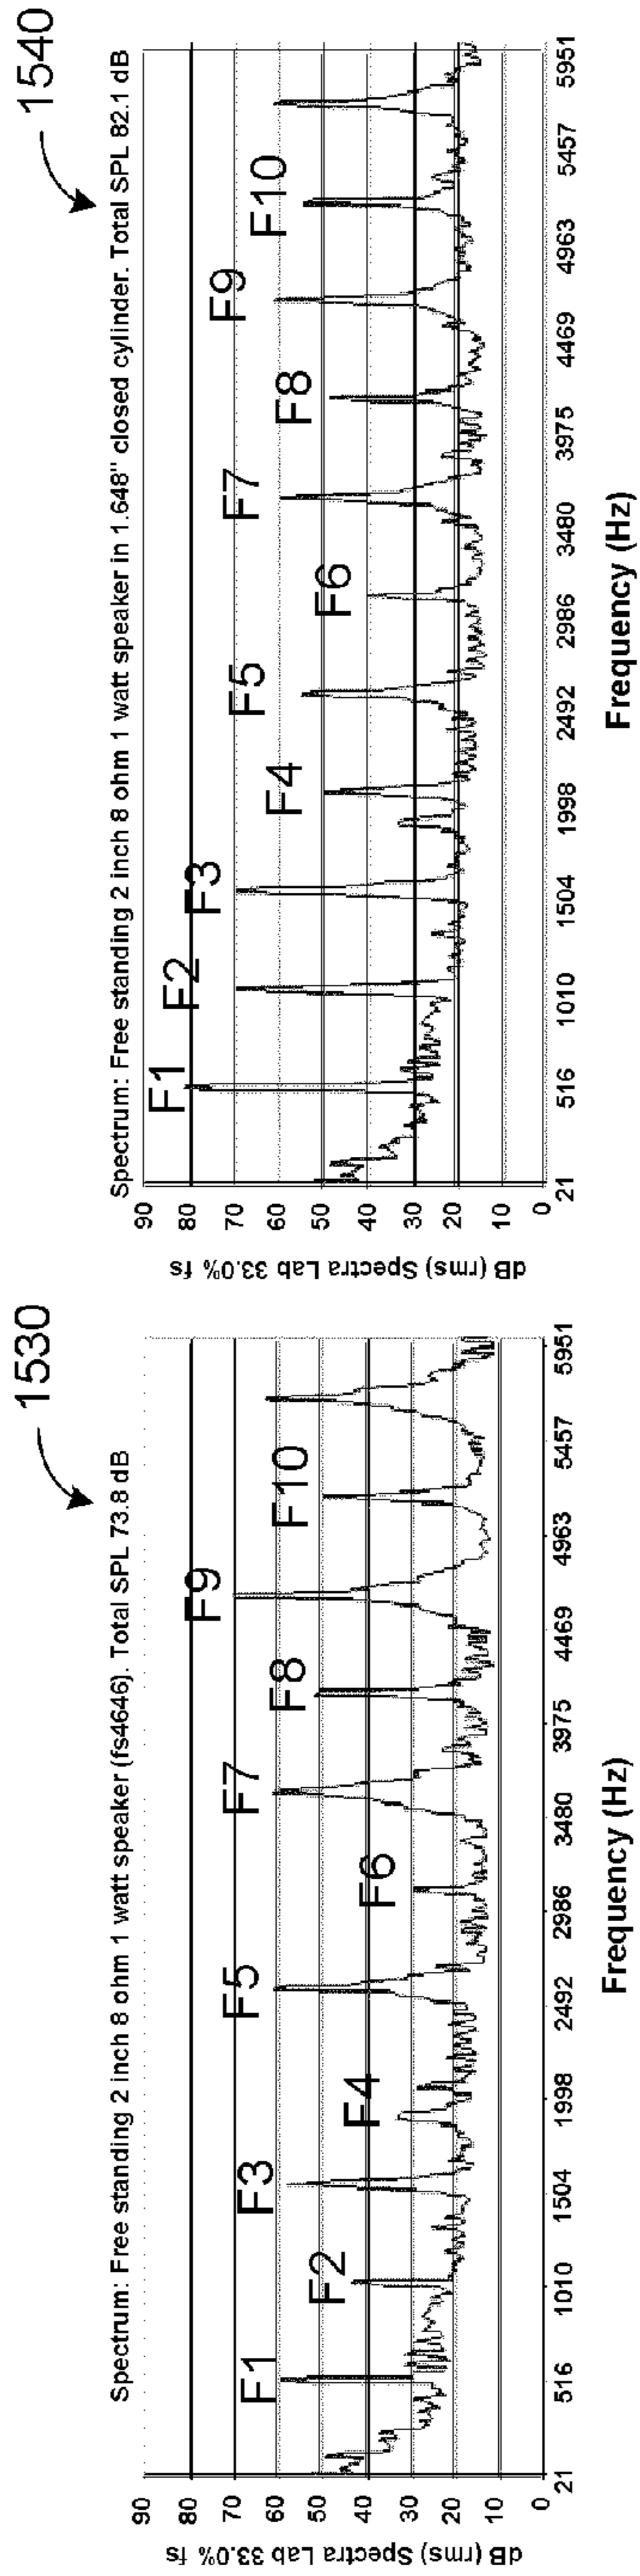 1530
Spectrum: Free standing 2 inch 8 ohm 1 watt speaker (fs4646). Total SPL 73.8 dB
dB (rms) Spectra Lab 33.0% fs
90
80
70
60
50
40
30
20
10
0
F1
F2
F3
F4
F5
F6
F7
F8
F9
F10
21
516
1010
1504
1998
2492
2986
3480
3975
4469
4963
5457
5951
Frequency (Hz)
1540
Spectrum: Free standing 2 inch 8 ohm 1 watt speaker in 1.648" closed cylinder. Total SPL 82.1 dB
dB (rms) Spectra Lab 33.0% fs
90
80
70
60
50
40
30
20
10
0
F1
F2
F3
F4
F5
F6
F7
F8
F9
F10
21
516
1010
1504
1998
2492
2986
3480
3975
4469
4963
5457
5951
Frequency (Hz)